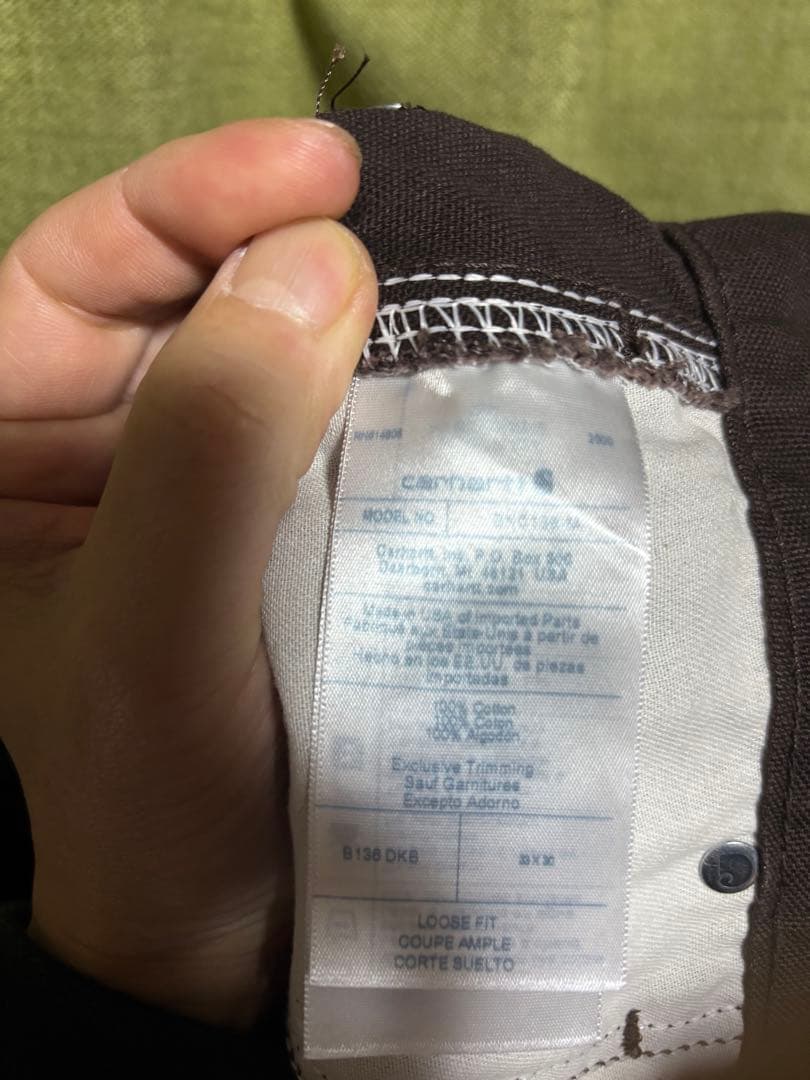 carhartt
MODEL NO
Carhartt, Inc. P.O. Box 600
Dearborn, MI 48121 USA
carhartt.com
Made in USA of Imported Parts
Fabriqué aux États-Unis à partir de
pièces importées
Hecho en los EE.UU. de piezas
importadas
100% Cotton
100% Coton
100% Algodon
Exclusive Trimming
Sauf Garnitures
Excepto Adorno
B136 DKB
LOOSE FIT
COUPE AMPLE
CORTE SUELTO